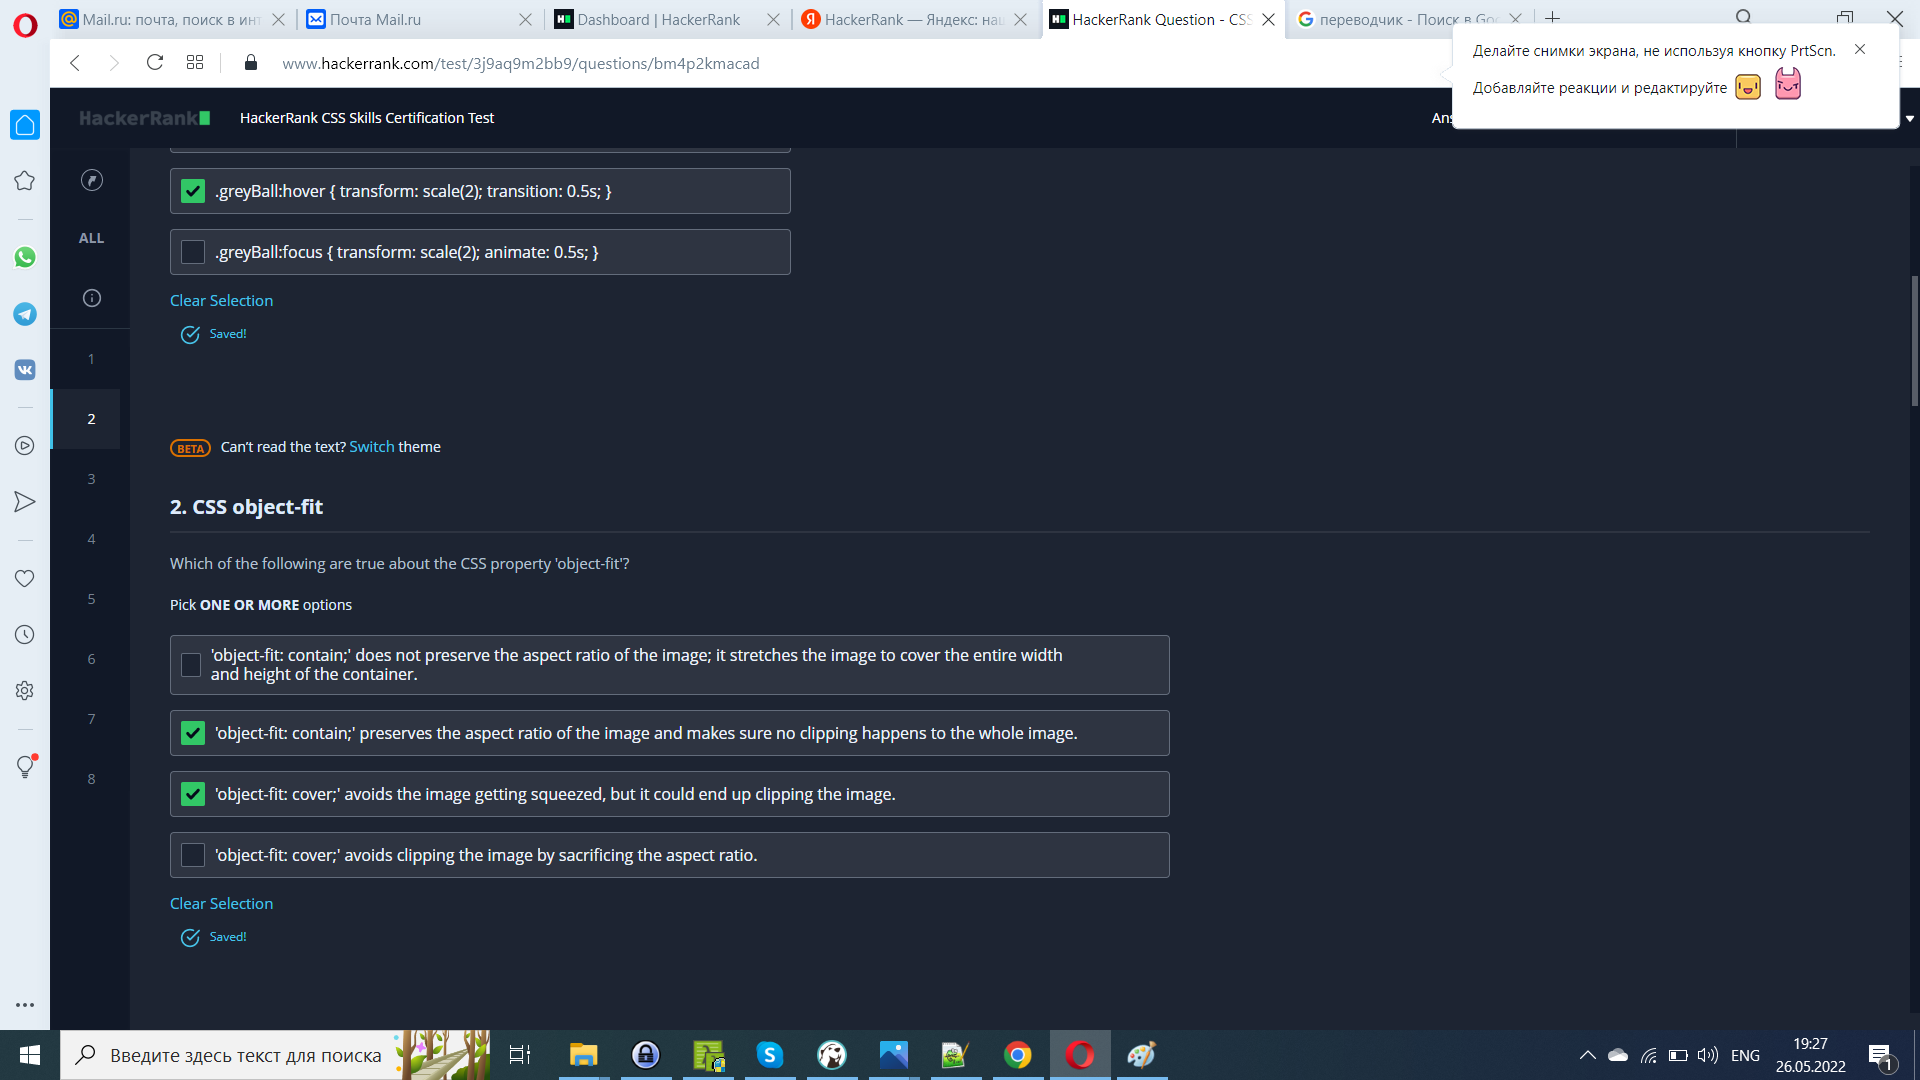 Mail.ru: почта, поиск в инт
Почта Mail.ru
Dashboard | HackerRank
HackerRank — Яндекс: наш
HackerRank Question - CSS
переводчик - Поиск в Goo
www.hackerrank.com/test/3j9aq9m2bb9/questions/bm4p2kmacad
Делайте снимки экрана, не используя кнопку PrtScn.
Добавляйте реакции и редактируйте
HackerRank
HackerRank CSS Skills Certification Test
Ans
.greyBall:hover { transform: scale(2); transition: 0.5s; }
ALL
.greyBall:focus { transform: scale(2); animate: 0.5s; }
Clear Selection
Saved!
1
2
3
4
5
6
7
8
BETA Can't read the text? Switch theme
2. CSS object-fit
Which of the following are true about the CSS property 'object-fit'?
Pick ONE OR MORE options
'object-fit: contain;' does not preserve the aspect ratio of the image; it stretches the image to cover the entire width
and height of the container.
'object-fit: contain;' preserves the aspect ratio of the image and makes sure no clipping happens to the whole image.
'object-fit: cover;' avoids the image getting squeezed, but it could end up clipping the image.
'object-fit: cover;' avoids clipping the image by sacrificing the aspect ratio.
Clear Selection
Saved!
Введите здесь текст для поиска
ENG
19:27
26.05.2022
1